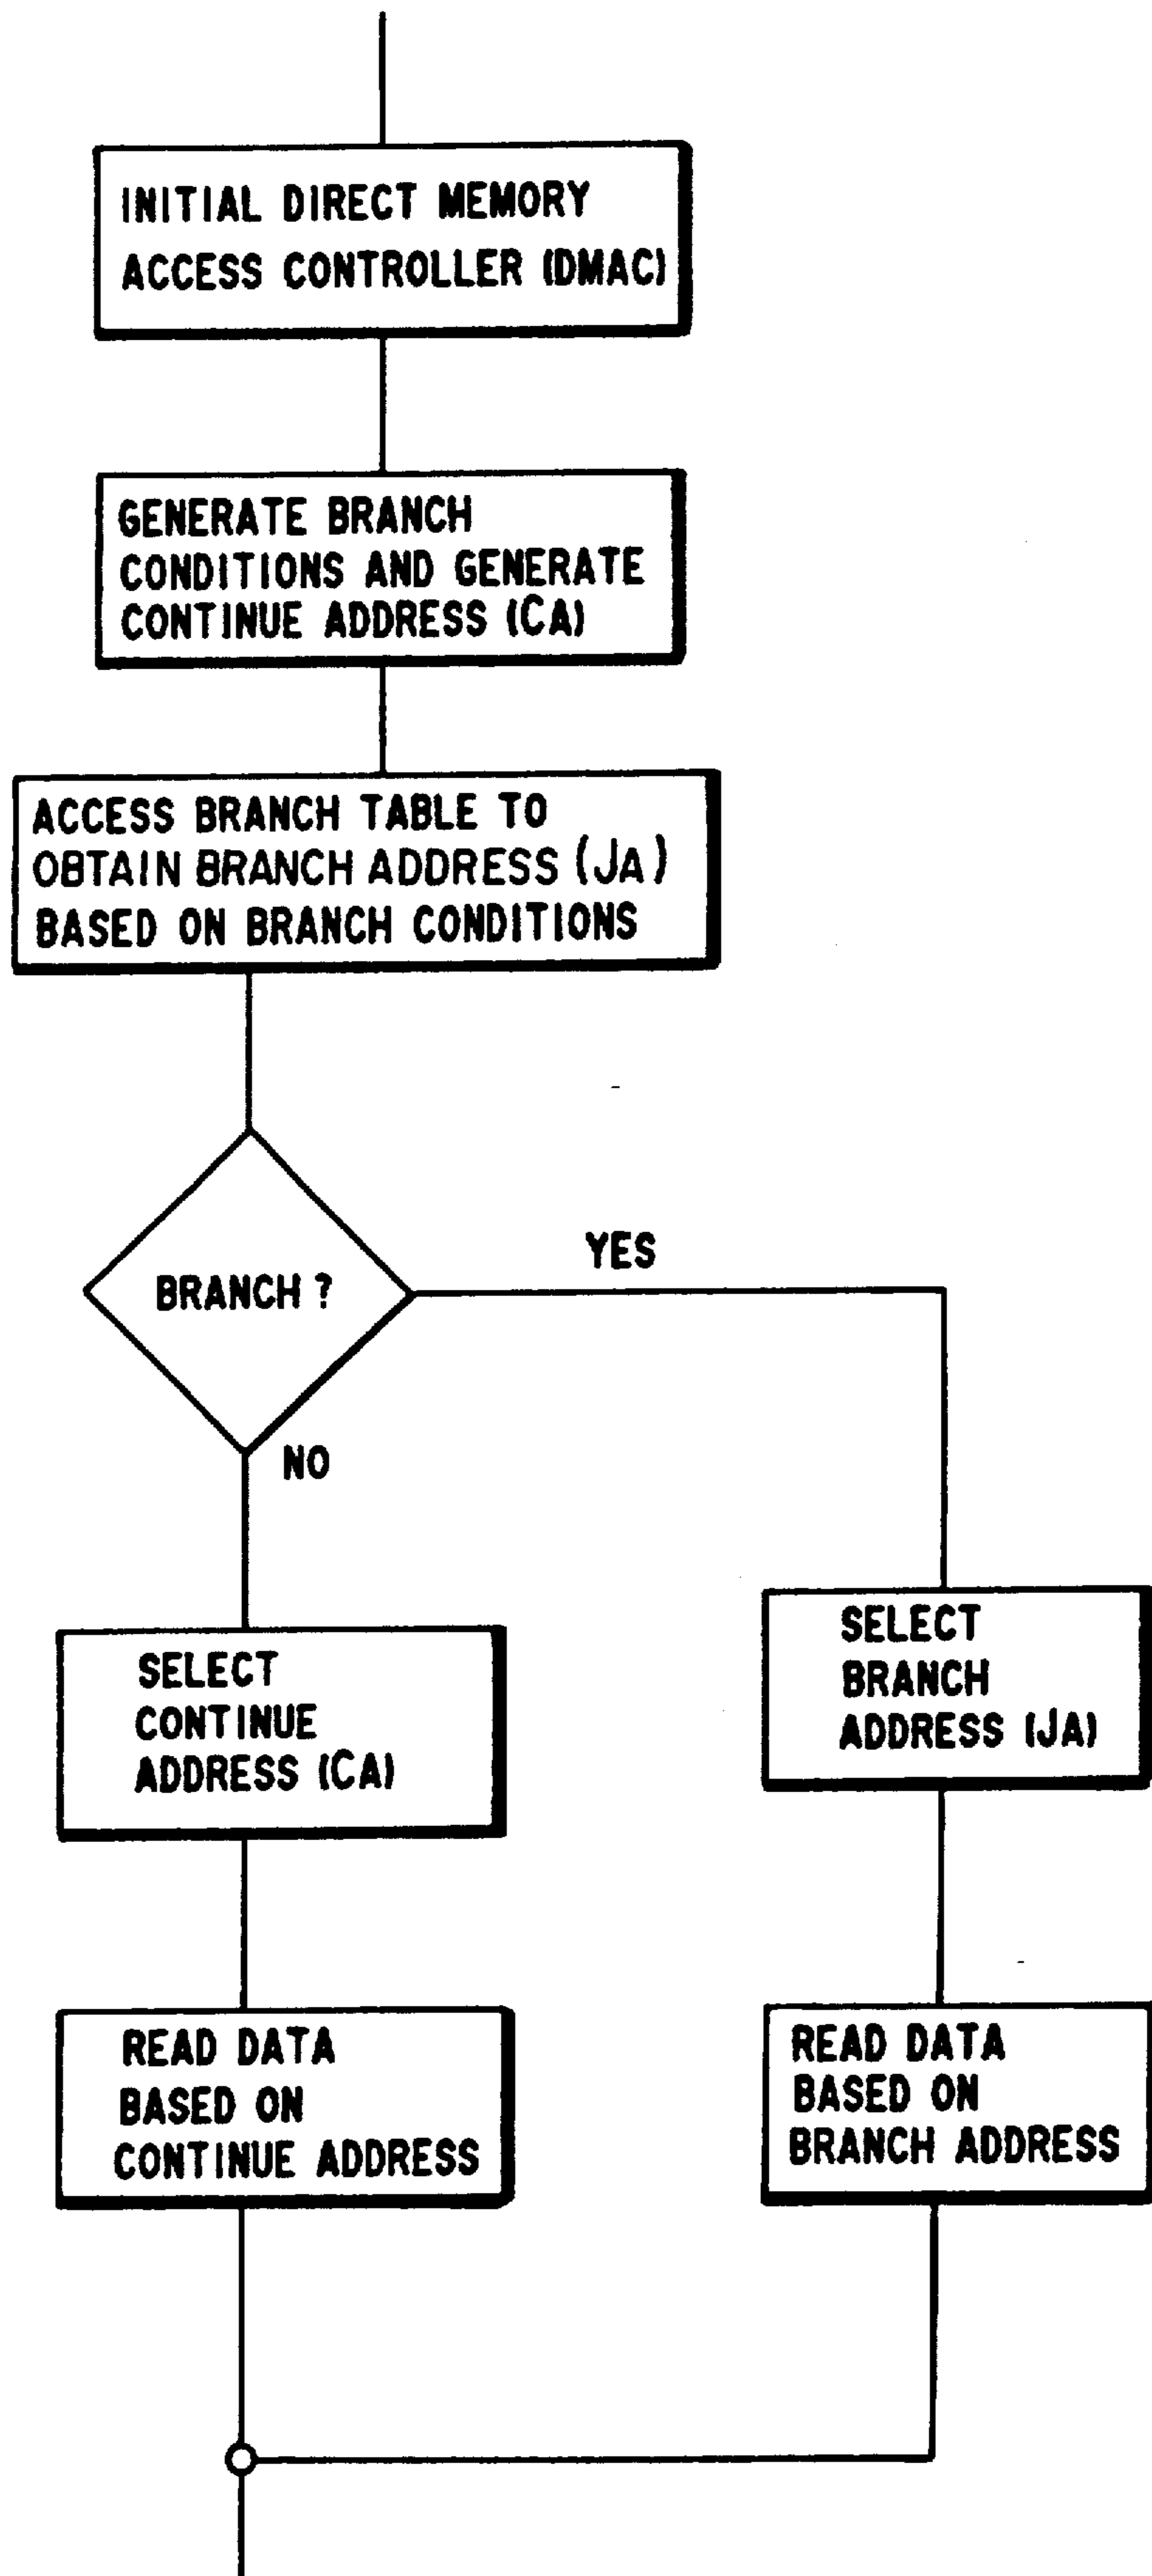 INITIAL DIRECT MEMORY
ACCESS CONTROLLER (DMAC)
GENERATE BRANCH
CONDITIONS AND GENERATE
CONTINUE ADDRESS (CA)
ACCESS BRANCH TABLE TO
OBTAIN BRANCH ADDRESS (JA)
BASED ON BRANCH CONDITIONS
BRANCH ?
YES
NO
SELECT
CONTINUE
ADDRESS (CA)
SELECT
BRANCH
ADDRESS (JA)
READ DATA
BASED ON
CONTINUE ADDRESS
READ DATA
BASED ON
BRANCH ADDRESS